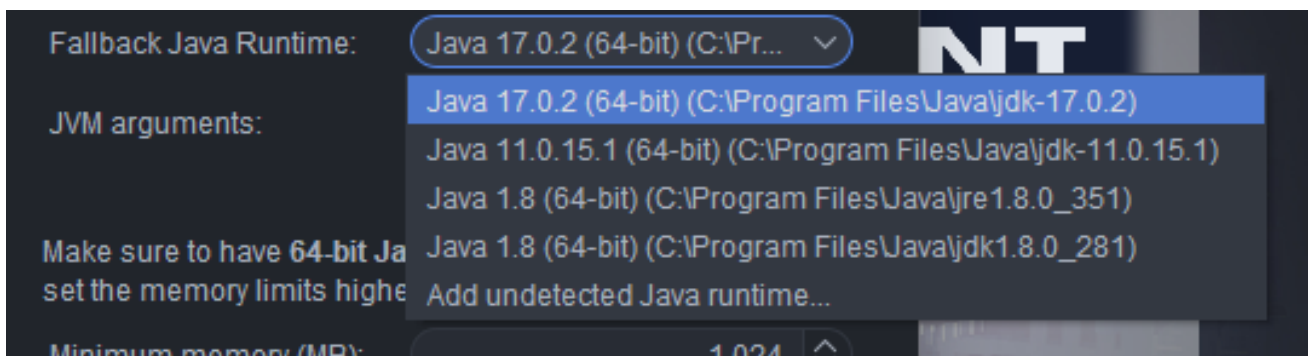 Fallback Java Runtime: Java 17.0.2 (64-bit) (C:\Pr...
NT
Java 17.0.2 (64-bit) (C:\Program Files\Java\jdk-17.0.2)
JVM arguments:
Java 11.0.15.1 (64-bit) (C:\Program Files\Java\jdk-11.0.15.1)
Java 1.8 (64-bit) (C:\Program Files\Java\jre1.8.0_351)
Java 1.8 (64-bit) (C:\Program Files\Java\jdk1.8.0_281)
Add undetected Java runtime...
Make sure to have 64-bit Ja
set the memory limits highe
Minimum memory (MB): 1,024